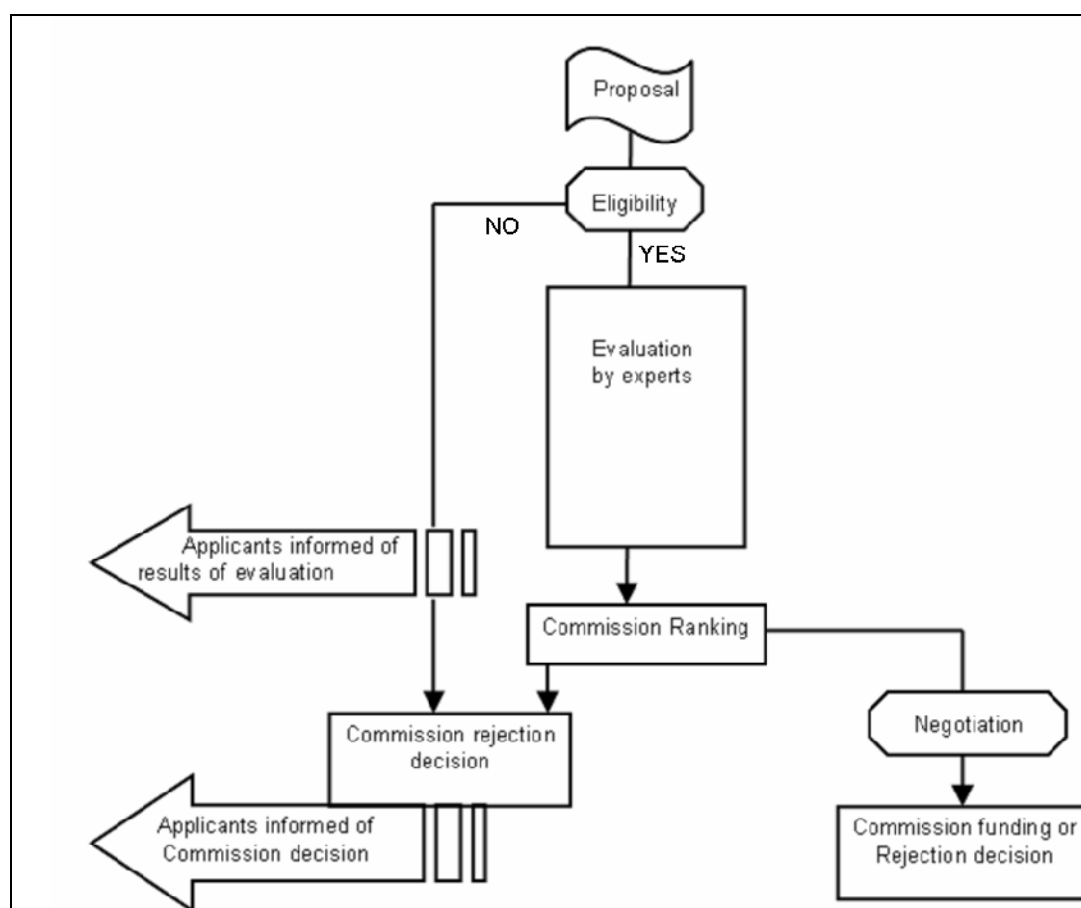 Proposal
Eligibility
NO
YES
Evaluation
by experts
Applicants informed of
results of evaluation
Commission Ranking
Commission rejection
decision
Negotiation
Applicants informed of
Commission decision
Commission funding or
Rejection decision